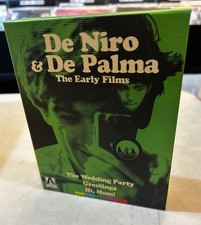 De Niro
& De Palma
The Early Films
The Wedding Party
Greetings
Hi, Mom!